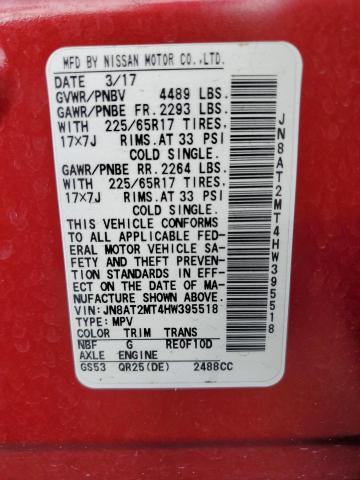 MFD BY NISSAN MOTOR CO.,LTD.
DATE 3/17
GVWR/PNBV 4489 LBS.
GAWR/PNBE FR. 2293 LBS.
WITH 225/65R17 TIRES,
17×7J RIMS.AT 33 PSI
COLD SINGLE.
GAWR/PNBE RR. 2264 LBS.
WITH 225/65R17 TIRES,
17×7J RIMS.AT 33 PSI
COLD SINGLE.
THIS VEHICLE CONFORMS
TO ALL APPLICABLE FED-
ERAL MOTOR VEHICLE SA-
FETY AND THEFT PREVEN-
TION STANDARDS IN EFF-
ECT ON THE DATE OF MA-
NUFACTURE SHOWN ABOVE.
VIN:JN8AT2MT4HW395518
TYPE:MPV
COLOR TRIM TRANS
NBF G RE0F10D
AXLE ENGINE
GS53 QR25(DE) 2488CC
JN8AT2MT4HW395518